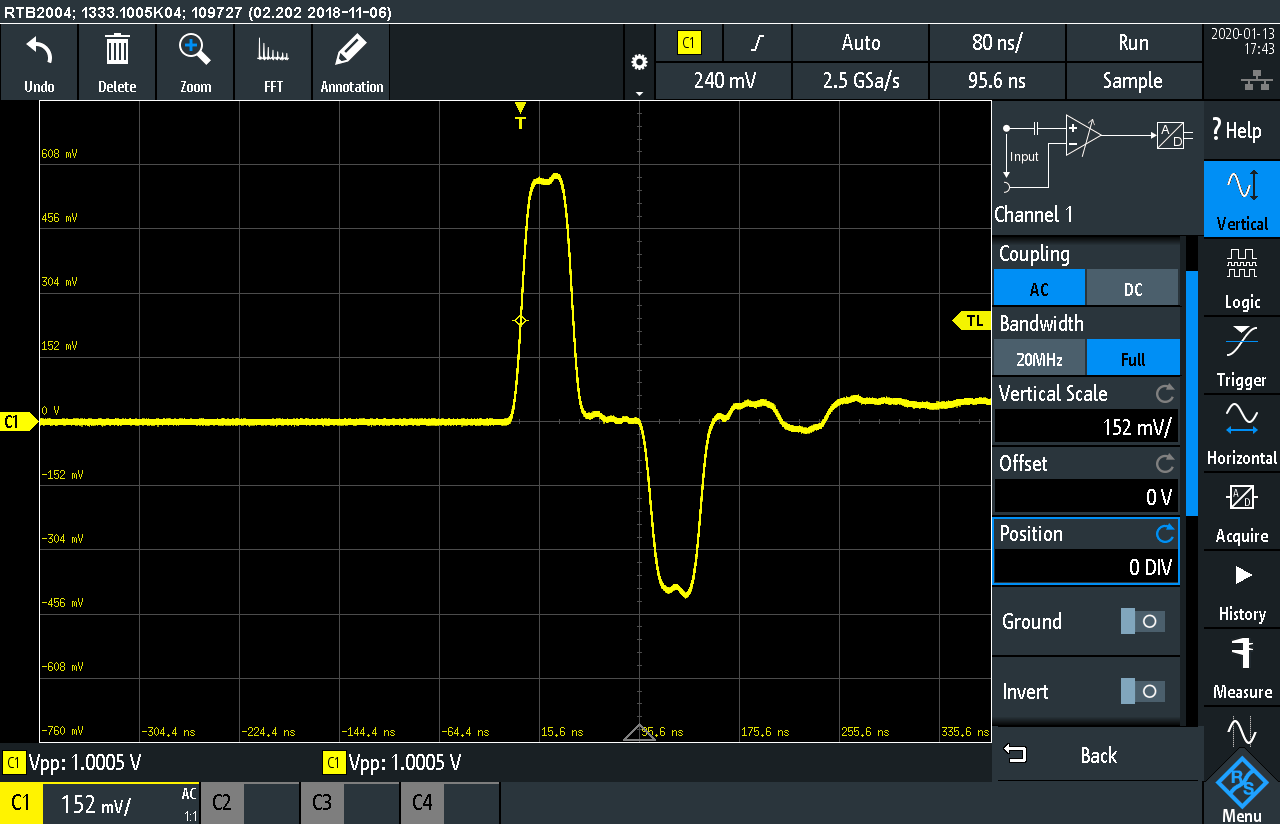 RTB2004; 1333.1005K04; 109727 (02.202 2018-11-06)
Undo
Delete
Zoom
FFT
Annotation
C1
Auto
80 ns/
Run
240 mV
2.5 GSa/s
95.6 ns
Sample
2020-01-13
17:43
T
608 mV
456 mV
304 mV
152 mV
0 V
-152 mV
-304 mV
-456 mV
-608 mV
-760 mV
C1
TL
-304.4 ns
-224.4 ns
-144.4 ns
-64.4 ns
15.6 ns
95.6 ns
175.6 ns
255.6 ns
335.6 ns
Input
A
D
Channel 1
Coupling
AC
DC
Bandwidth
20MHz
Full
Vertical Scale
152 mV/
Offset
0 V
Position
0 DIV
Ground
Invert
Back
? Help
Vertical
Logic
Trigger
Horizontal
A
D
Acquire
History
Measure
R S
Menu
C1 Vpp: 1.0005 V
C1 Vpp: 1.0005 V
C1
152 mV/
AC
1:1
C2
C3
C4